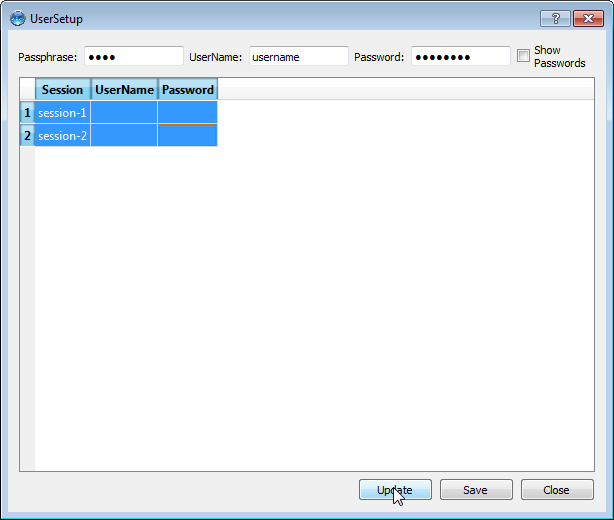 UserSetup
Passphrase: ●●●● UserName: username Password: ●●●●●●●● Show Passwords
Session UserName Password
1 session-1
2 session-2
Update Save Close